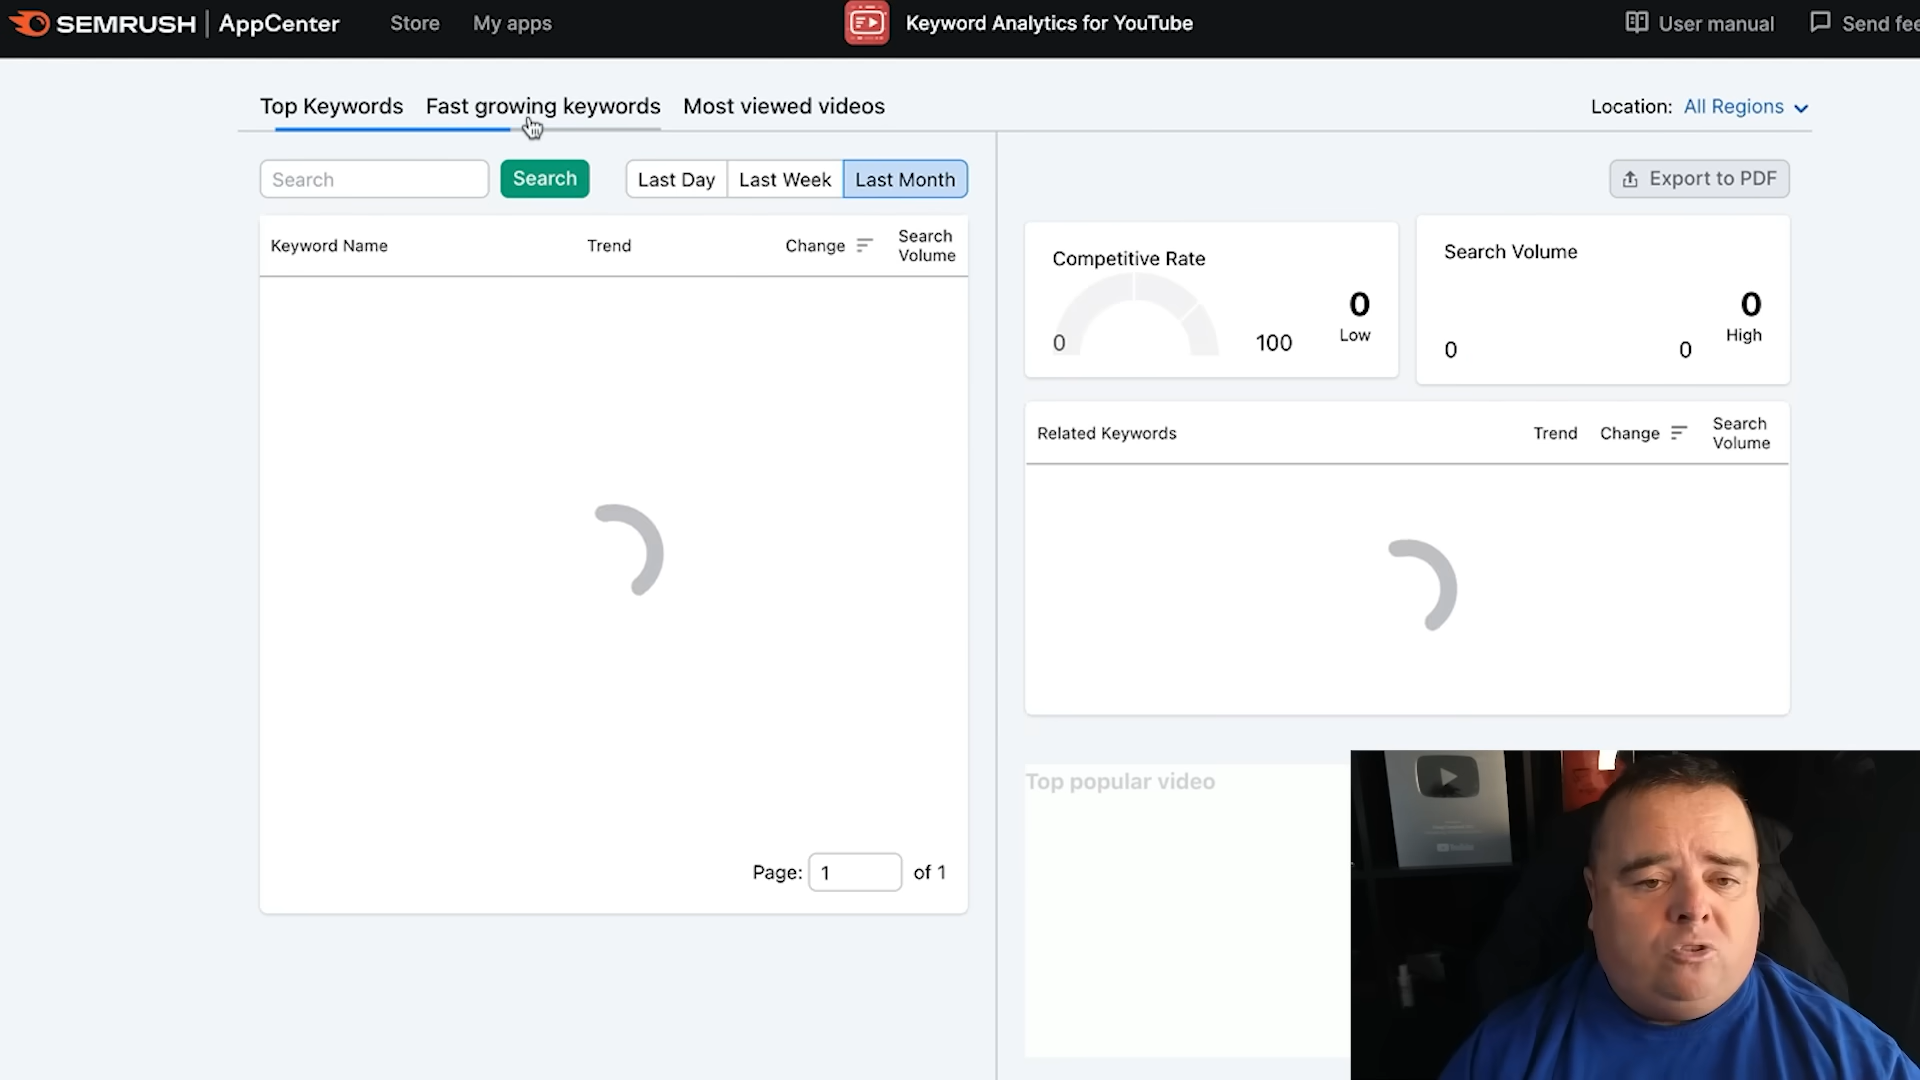 SEMRUSH AppCenter Store My apps Keyword Analytics for YouTube User manual Send fee
Top Keywords Fast growing keywords Most viewed videos Location: All Regions
Search Search Last Day Last Week Last Month Export to PDF
Keyword Name Trend Change Search Volume
Competitive Rate
0 100 0 Low
Search Volume
0 0 0 High
Related Keywords Trend Change Search Volume
Top popular video
Page: 1 of 1